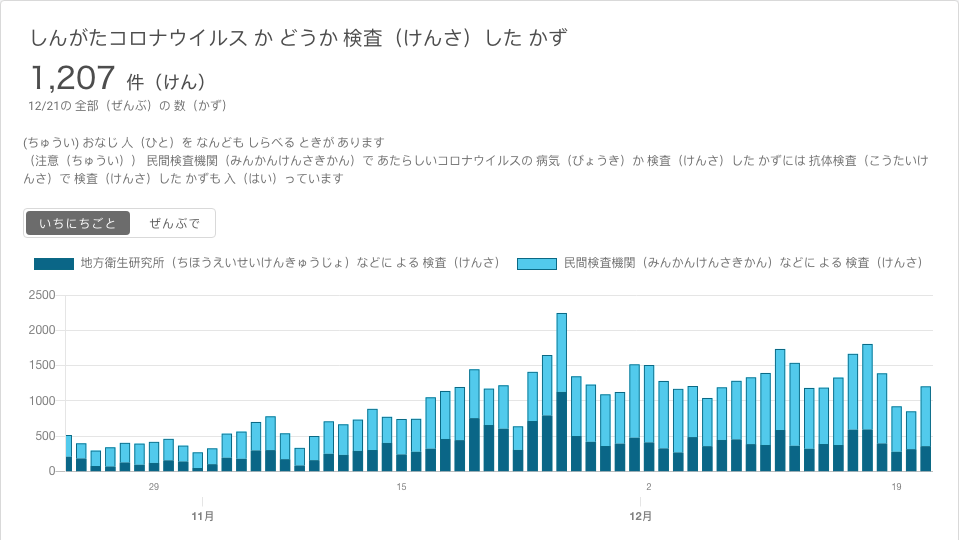 しんがたコロナウイルス か どうか 検査（けんさ）した かず
1,207 件（けん）
12/21の 全部（ぜんぶ）の 数（かず）
(ちゅうい) おなじ 人（ひと）を なんども しらべる ときが あります
（注意（ちゅうい）） 民間検査機関（みんかんけんさきかん）で あたらしいコロナウイルスの 病気（びょうき）か 検査（けんさ）した かずには 抗体検査（こうたいけ
んさ）で 検査（けんさ）した かずも 入（はい）っています
いちにちごと ぜんぶで
地方衛生研究所（ちほうえいせいけんきゅうじょ）などに よる 検査（けんさ） 民間検査機関（みんかんけんさきかん）などに よる 検査（けんさ）
2500
2000
1500
1000
500
0
29 15 2 19
11月 12月